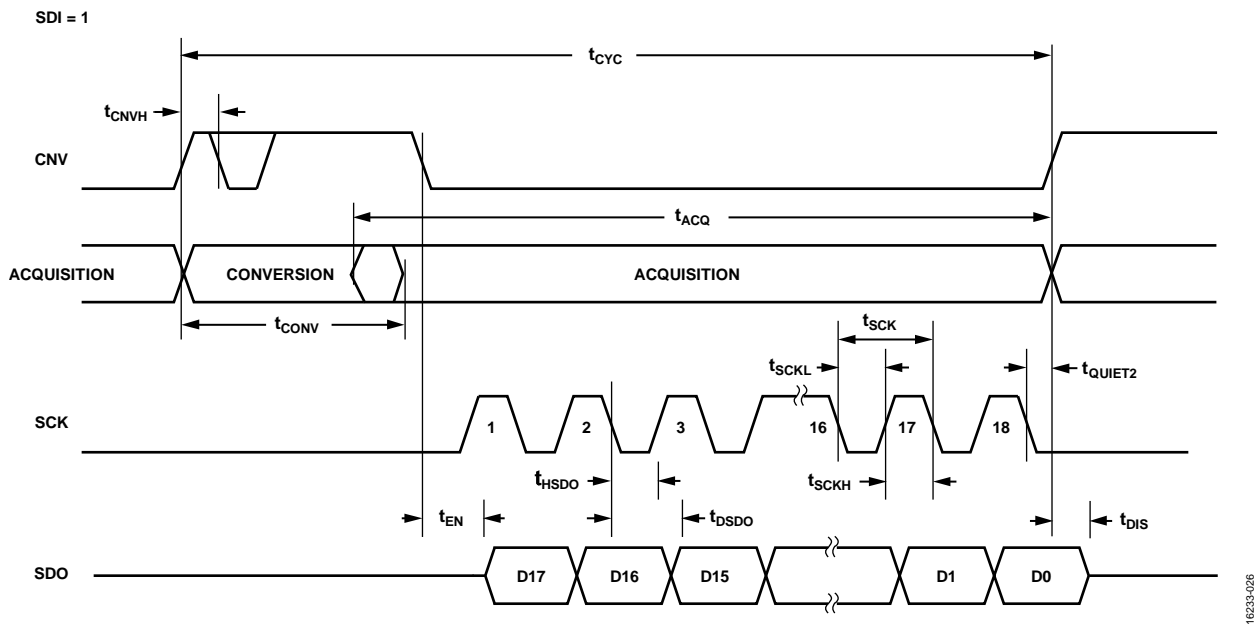 SDI = 1
tCYC
tCNVH
CNV
tACQ
ACQUISITION
CONVERSION
ACQUISITION
tCONV
tSCK
tSCKL
tQUIET2
SCK
1
2
3
16
17
18
tHSDO
tSCKH
tEN
tDSDO
tDIS
SDO
D17
D16
D15
D1
D0
16233-026